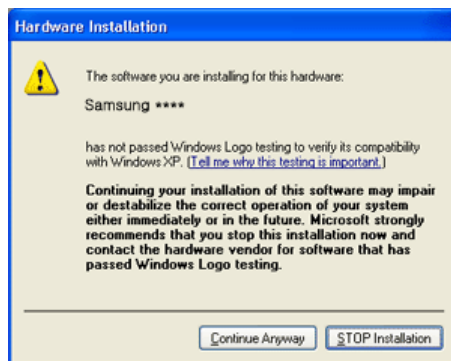 Hardware Installation
The software you are installing for this hardware:
Samsung ****
has not passed Windows Logo testing to verify its compatibility
with Windows XP. (Tell me why this testing is important.)
Continuing your installation of this software may impair
or destabilize the correct operation of your system
either immediately or in the future. Microsoft strongly
recommends that you stop this installation now and
contact the hardware vendor for software that has
passed Windows Logo testing.
Continue Anyway STOP Installation